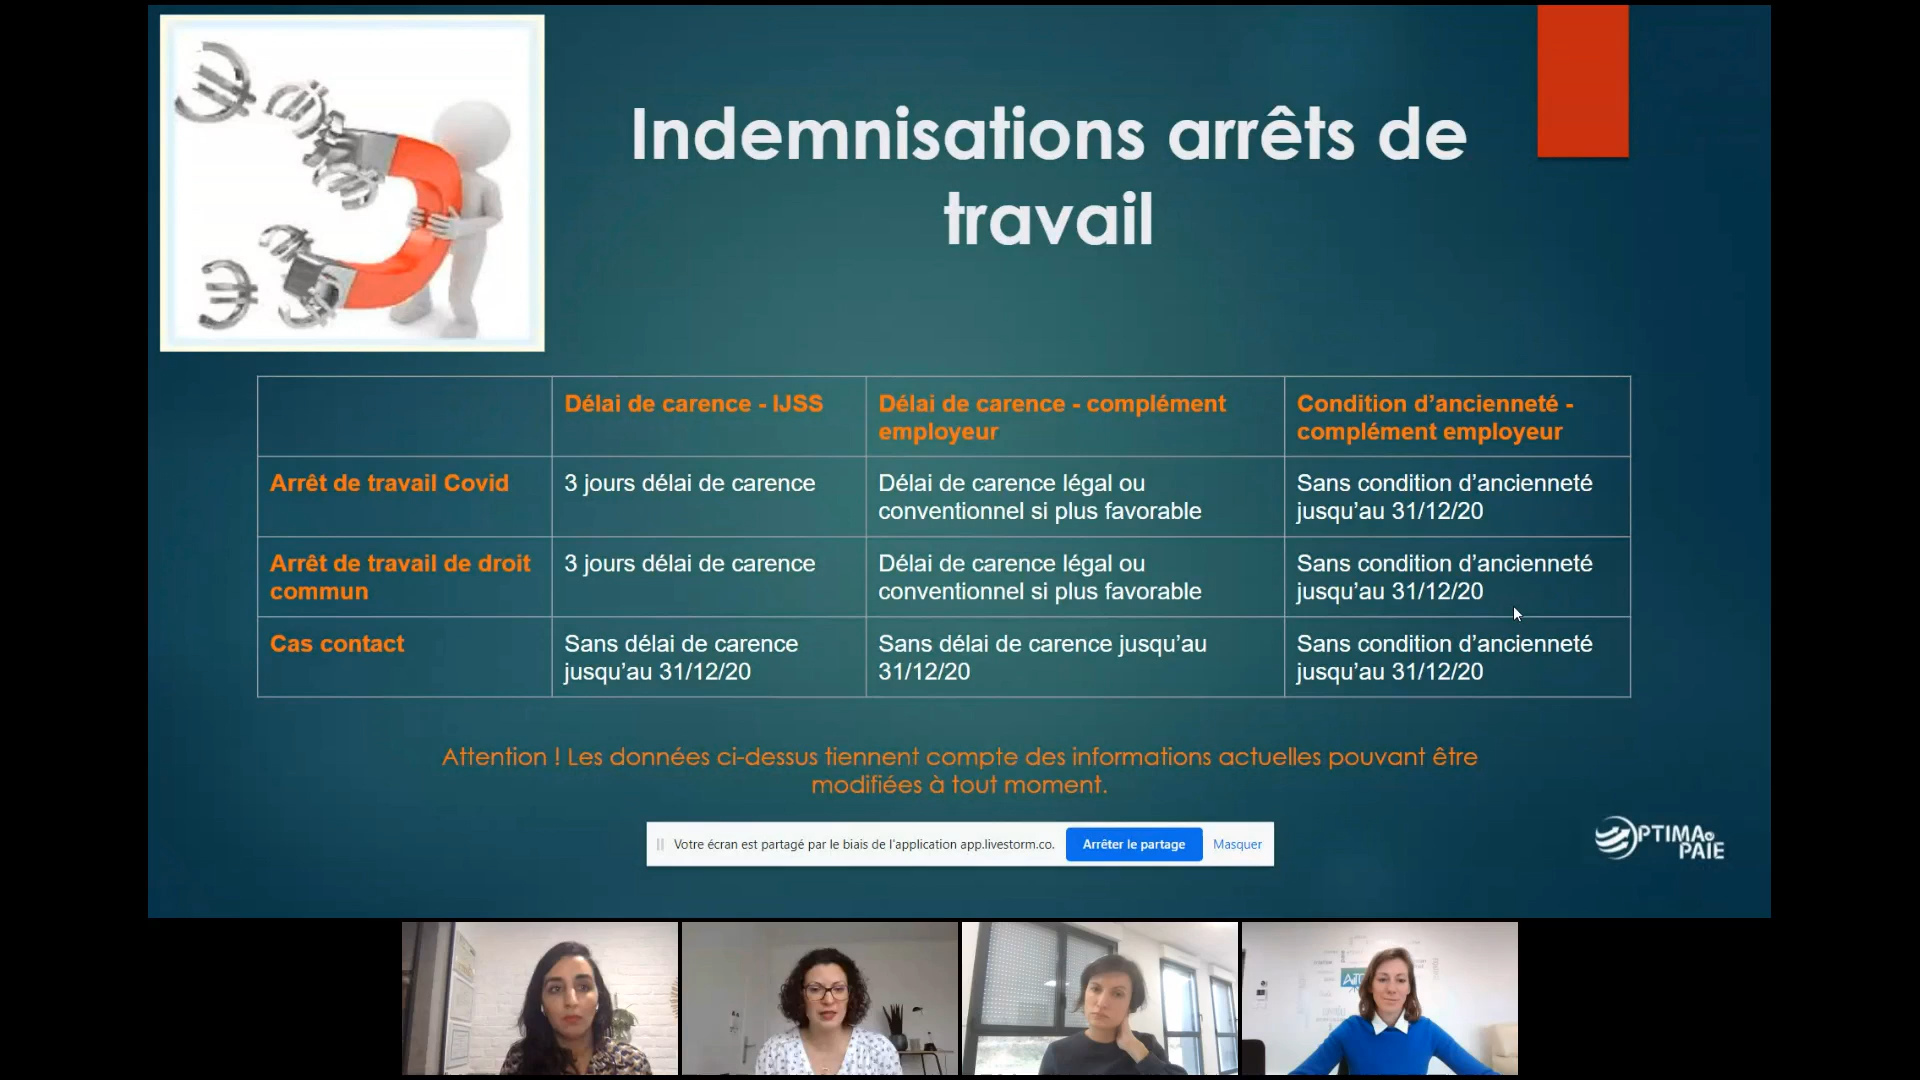 Indemnisations arrêts de
travail
Délai de carence - IJSS
Délai de carence - complément
employeur
Condition d’ancienneté -
complément employeur
Arrêt de travail Covid
3 jours délai de carence
Délai de carence légal ou
conventionnel si plus favorable
Sans condition d’ancienneté
jusqu’au 31/12/20
Arrêt de travail de droit
commun
3 jours délai de carence
Délai de carence légal ou
conventionnel si plus favorable
Sans condition d’ancienneté
jusqu’au 31/12/20
Cas contact
Sans délai de carence
jusqu’au 31/12/20
Sans délai de carence jusqu’au
31/12/20
Sans condition d’ancienneté
jusqu’au 31/12/20
Attention ! Les données ci-dessus tiennent compte des informations actuelles pouvant être
modifiées à tout moment.
Votre écran est partagé par le biais de l'application app.livestorm.co.
Arrêter le partage
Masquer
OPTIMA
PAIE